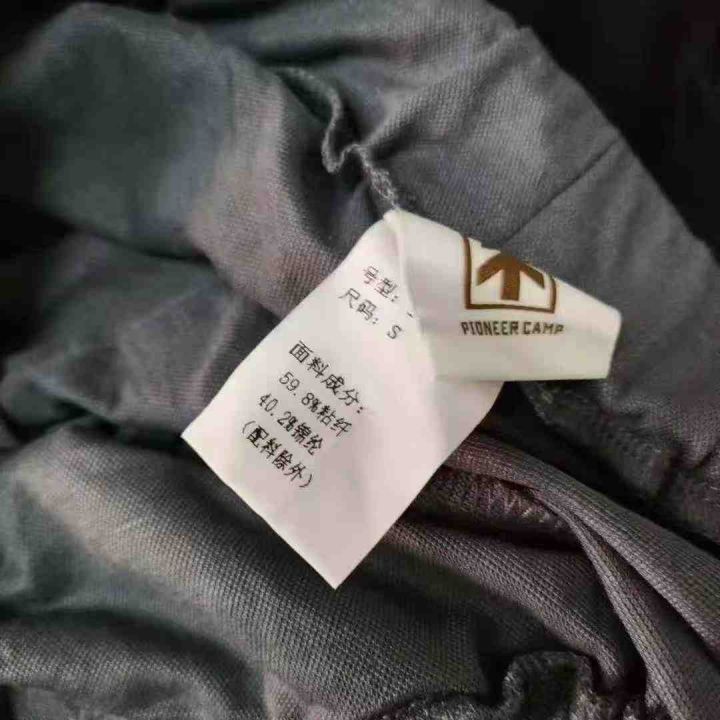 号型:
尺码: S
面料成分:
59.8%粘纤
40.2%锦纶
(配料除外)
PIONEER CAMP